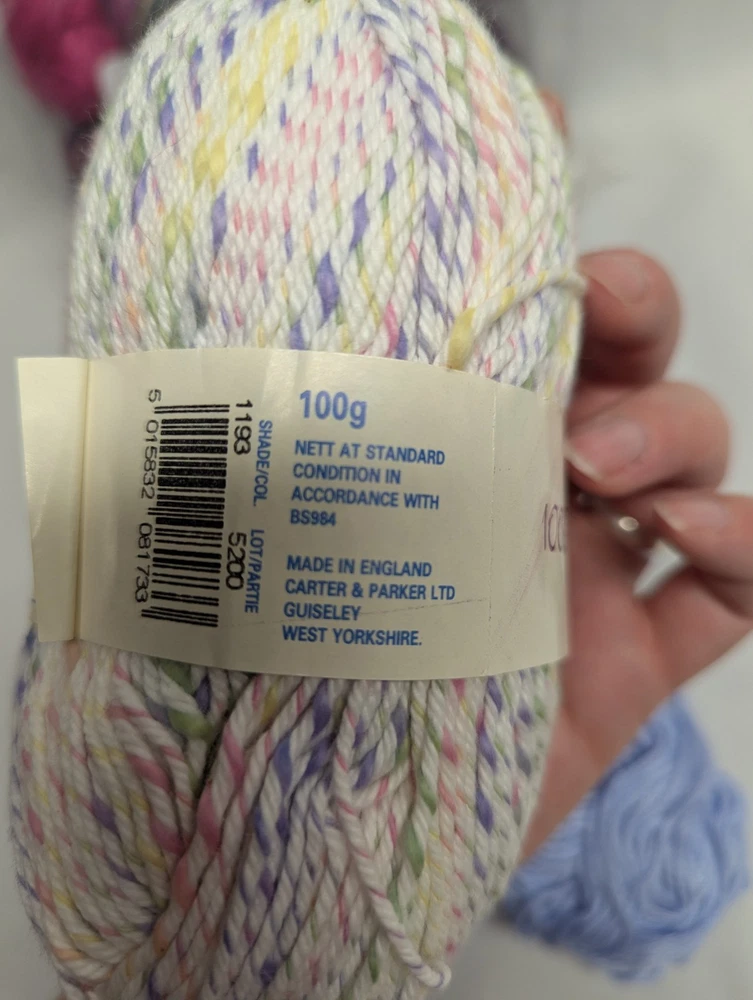 100g
NETT AT STANDARD
CONDITION IN
ACCORDANCE WITH
BS984
MADE IN ENGLAND
CARTER & PARKER LTD
GUISELEY
WEST YORKSHIRE.
SHADE/COL. LOT/PARTIE
1193 5200
5 015832 081733